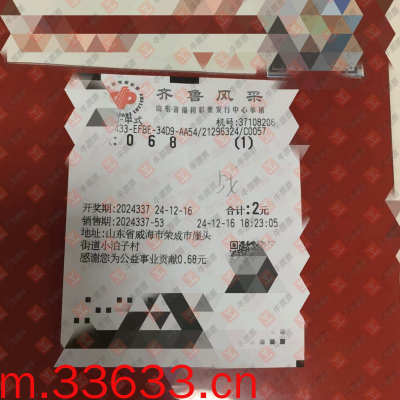 齐鲁风采
山东省福利彩票发行中心承销
单式 机号:37108206
433-EFBE-34D9-AA54/21296324/C0057
068 (1)
5X
开奖期:2024337 24-12-16 合计:2元
销售期:2024337-53 24-12-16 18:23:05
地址:山东省威海市荣成市崖头
街道小泊子村
感谢您为公益事业贡献0.68元
m.33633.cn